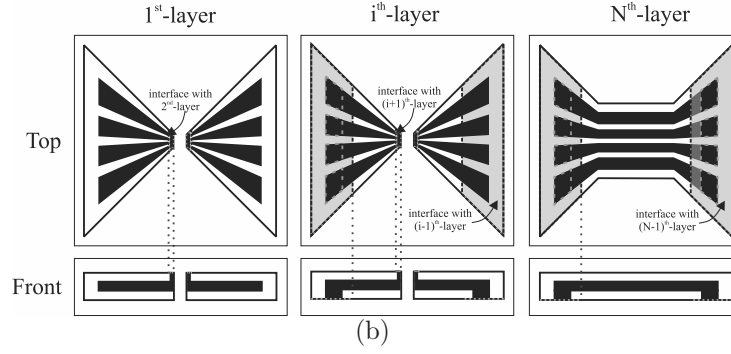 1st-layer ith-layer Nth-layer
interface with
2nd-layer
interface with
(i+1)th-layer
Top
interface with
(i-1)th-layer
interface with
(N-1)th-layer
Front
(b)